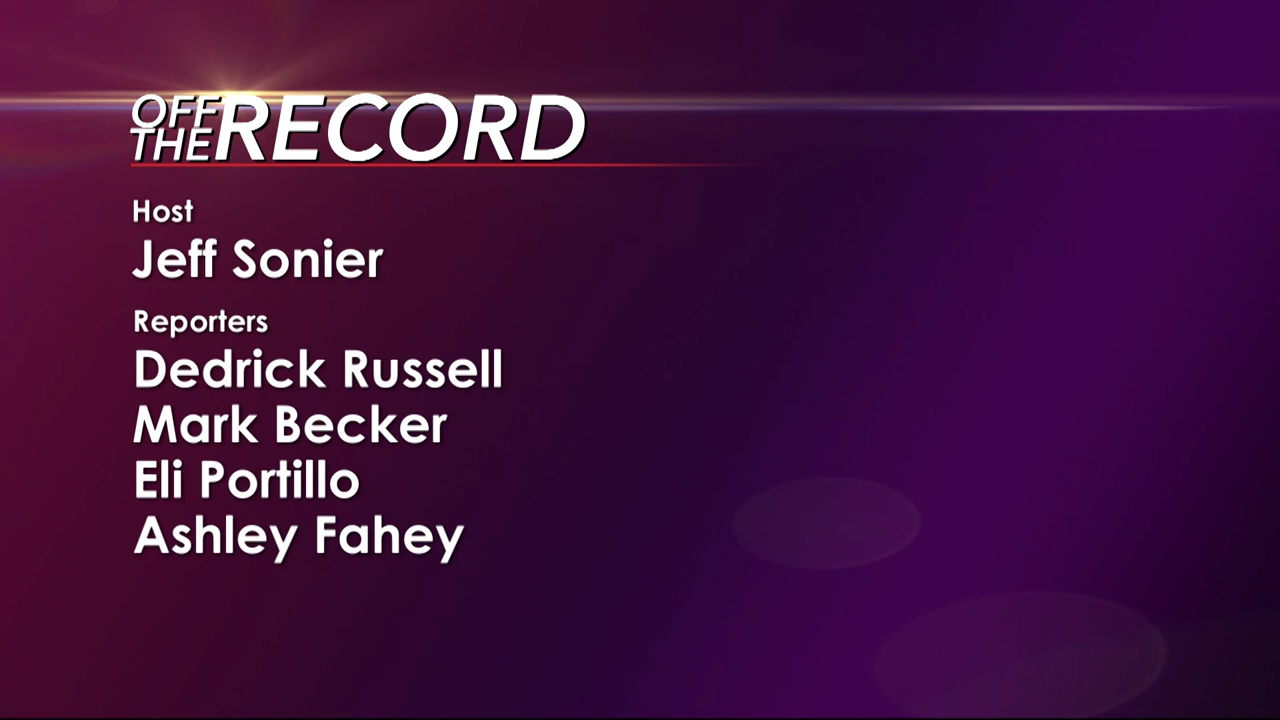 OFF THE RECORD
Host
Jeff Sonier
Reporters
Dedrick Russell
Mark Becker
Eli Portillo
Ashley Fahey